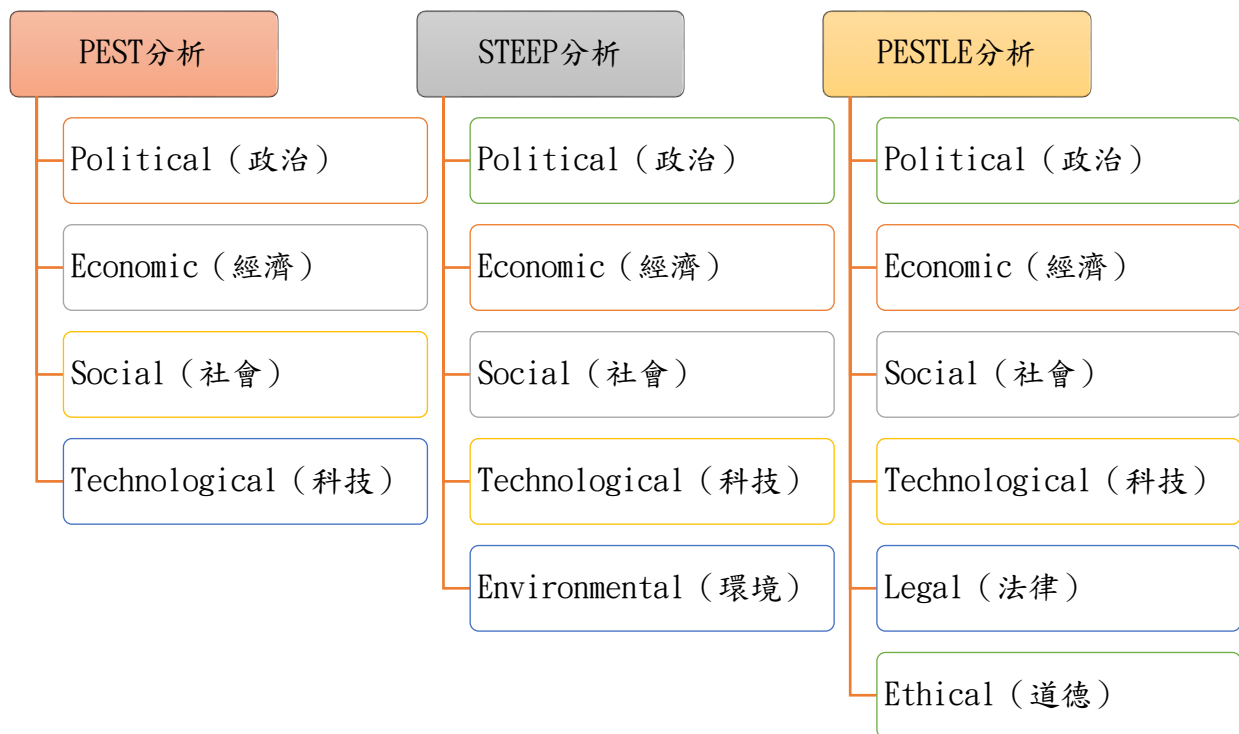 PEST分析
Political（政治）
Economic（經濟）
Social（社會）
Technological（科技）
STEEP分析
Political（政治）
Economic（經濟）
Social（社會）
Technological（科技）
Environmental（環境）
PESTLE分析
Political（政治）
Economic（經濟）
Social（社會）
Technological（科技）
Legal（法律）
Ethical（道德）